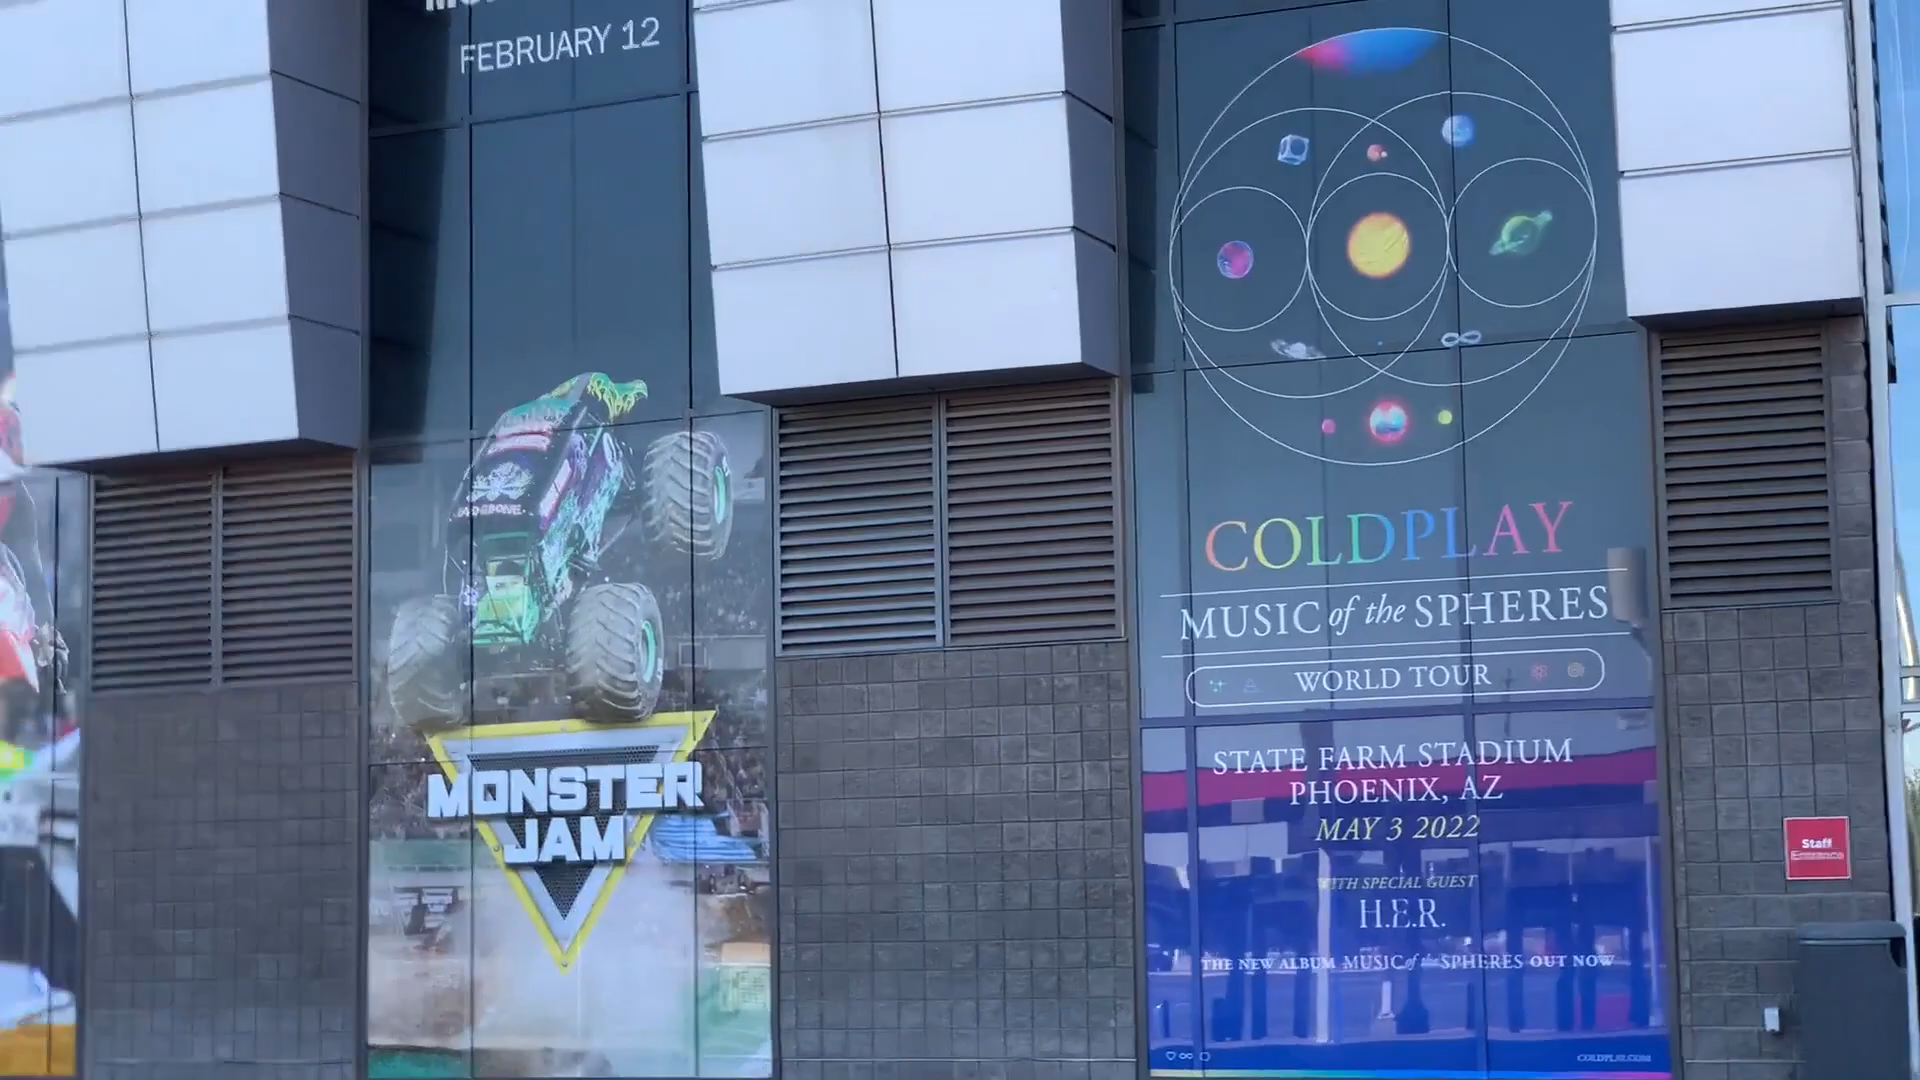 FEBRUARY 12
MONSTER
JAM
COLDPLAY
MUSIC of the SPHERES
WORLD TOUR
STATE FARM STADIUM
PHOENIX, AZ
MAY 3 2022
WITH SPECIAL GUEST
H.E.R.
THE NEW ALBUM MUSIC of the SPHERES OUT NOW
COLDPLAY.COM
Staff
Entrance